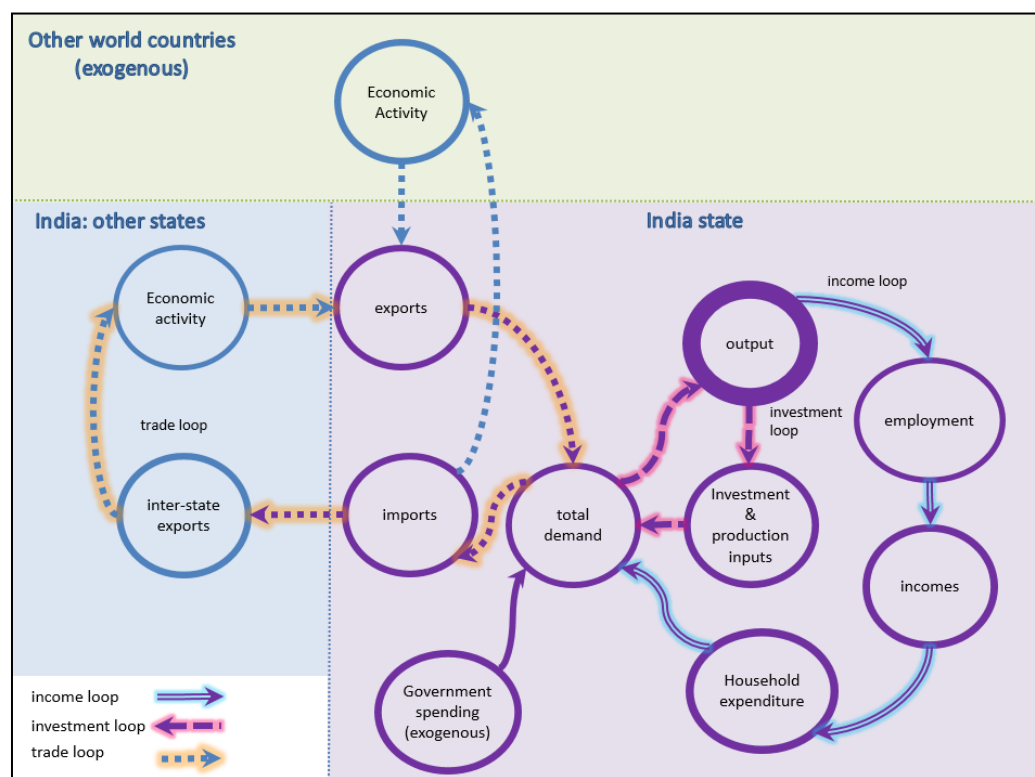 Other world countries
(exogenous)
Economic
Activity
India: other states
India state
Economic
activity
exports
output
income loop
employment
investment
loop
trade loop
inter-state
exports
imports
total
demand
Investment
&
production
inputs
incomes
Government
spending
(exogenous)
Household
expenditure
income loop
investment loop
trade loop